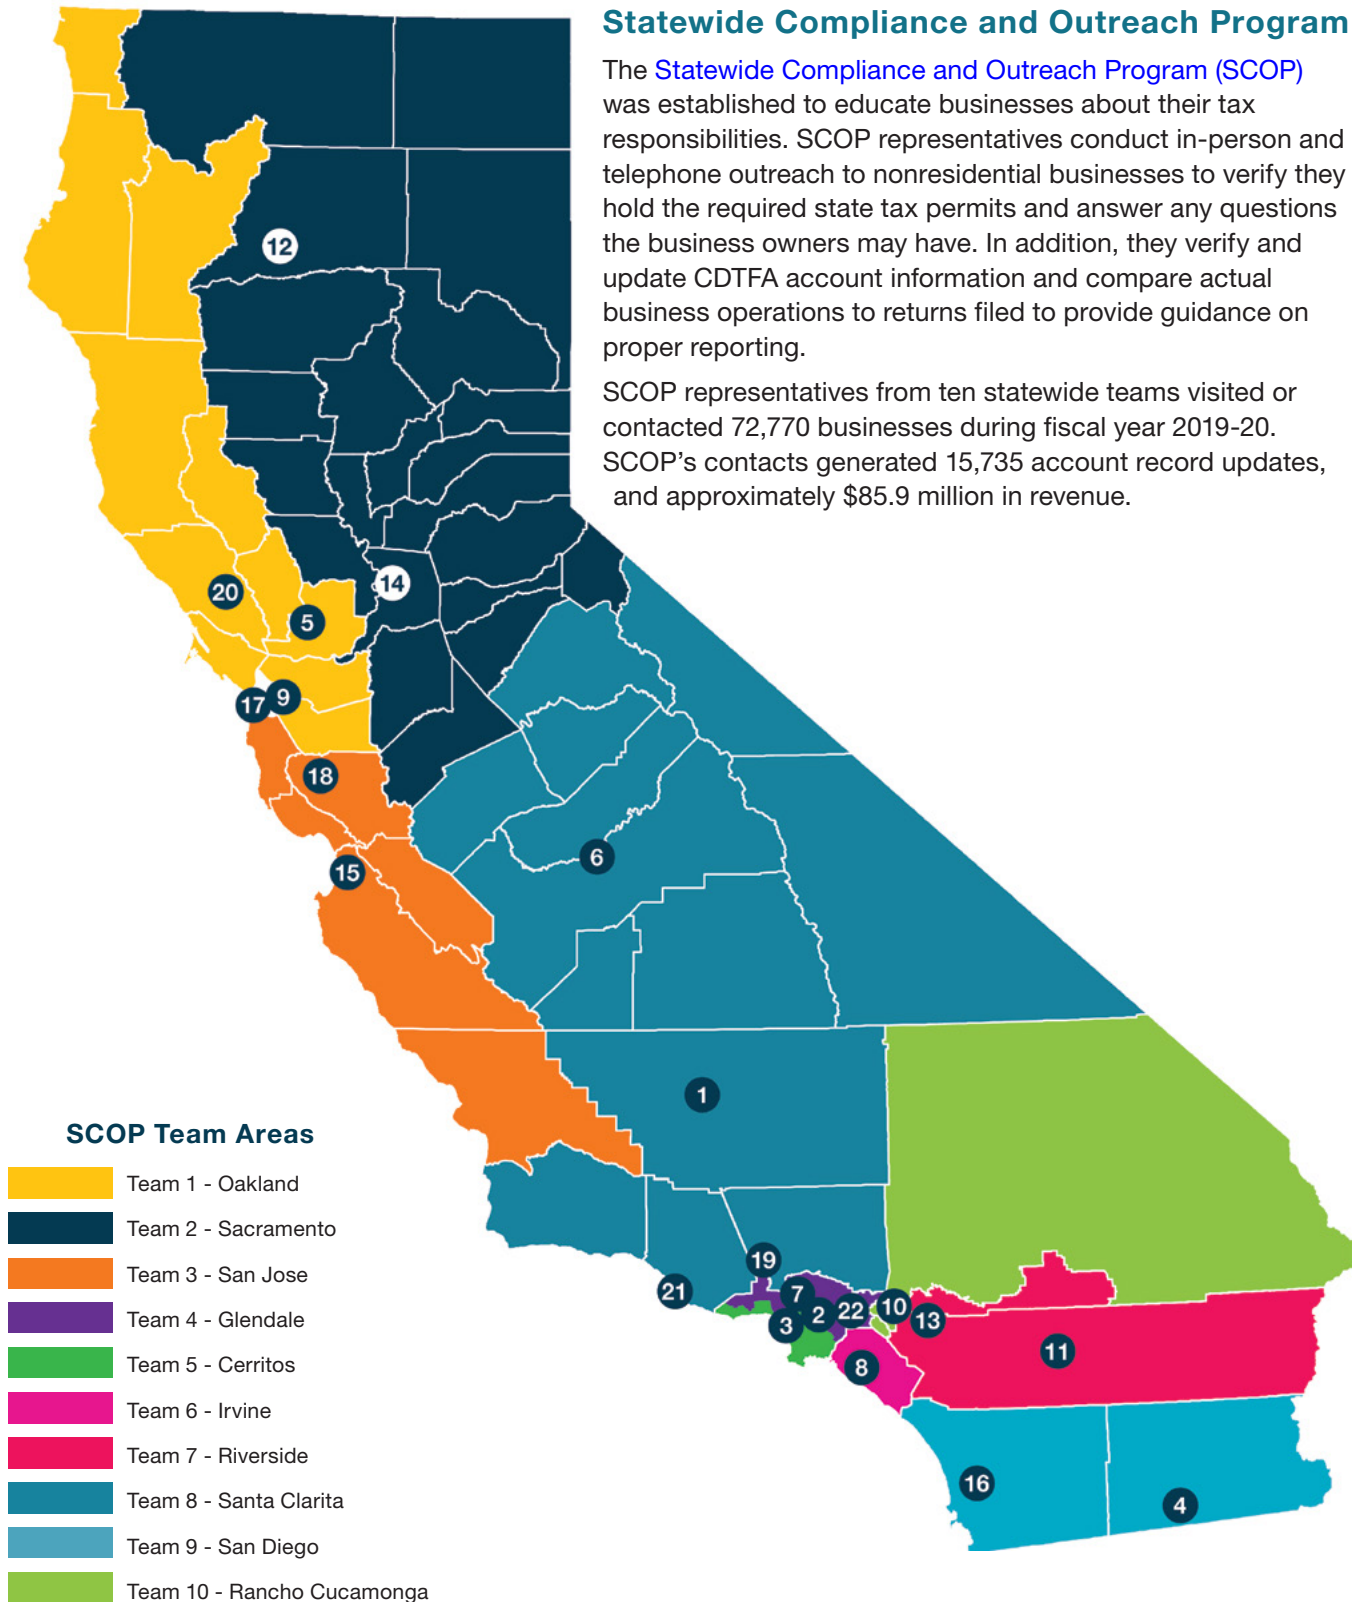 Statewide Compliance and Outreach Program
The Statewide Compliance and Outreach Program (SCOP)
was established to educate businesses about their tax
responsibilities. SCOP representatives conduct in-person and
telephone outreach to nonresidential businesses to verify they
hold the required state tax permits and answer any questions
the business owners may have. In addition, they verify and
update CDTFA account information and compare actual
business operations to returns filed to provide guidance on
proper reporting.
SCOP representatives from ten statewide teams visited or
contacted 72,770 businesses during fiscal year 2019-20.
SCOP's contacts generated 15,735 account record updates,
and approximately $85.9 million in revenue.
12
14
20
5
17
9
18
15
6
1
19
21
7
10
22
2
13
3
11
8
16
4
SCOP Team Areas
Team 1 - Oakland
Team 2 - Sacramento
Team 3 - San Jose
Team 4 - Glendale
Team 5 - Cerritos
Team 6 - Irvine
Team 7 - Riverside
Team 8 - Santa Clarita
Team 9 - San Diego
Team 10 - Rancho Cucamonga